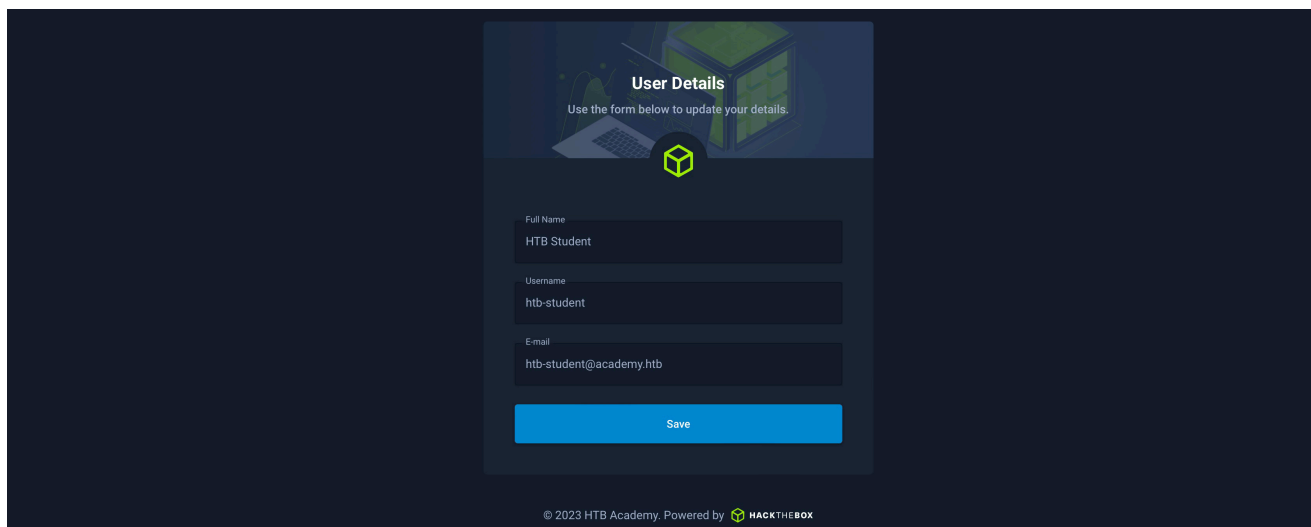 User Details
Use the form below to update your details.
Full Name
HTB Student
Username
htb-student
E-mail
htb-student@academy.htb
Save
© 2023 HTB Academy. Powered by HACKTHEBOX